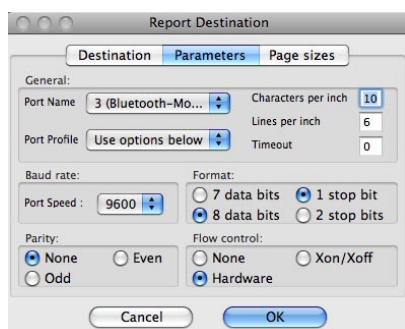 Report Destination
Destination Parameters Page sizes
General:
Port Name 3 (Bluetooth-Mo... Characters per inch 10
Lines per inch 6
Port Profile Use options below Timeout 0
Baud rate: Format:
Port Speed : 9600 7 data bits 1 stop bit
8 data bits 2 stop bits
Parity: Flow control:
None Even None Xon/Xoff
Odd Hardware
Cancel OK